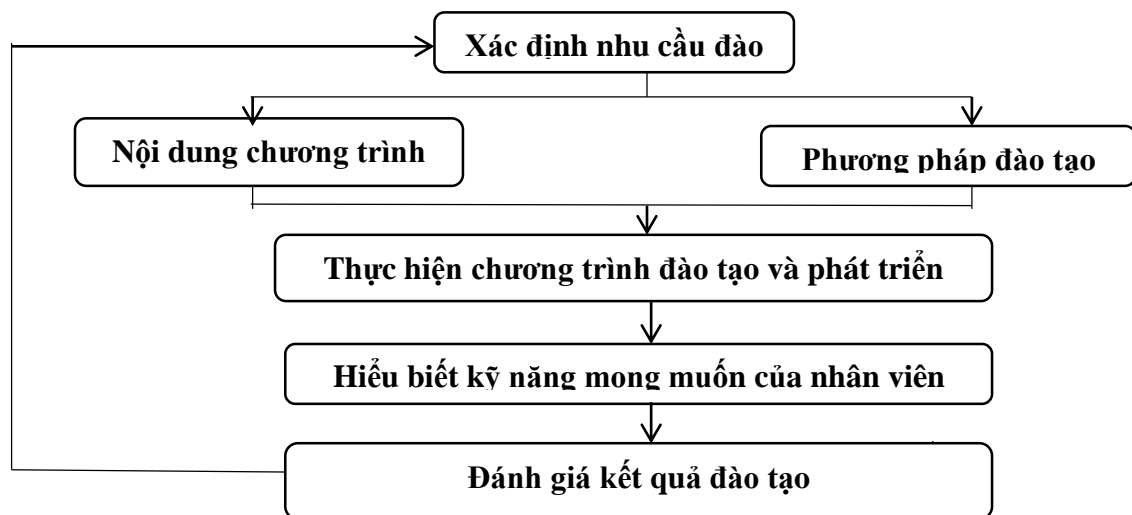 Xác định nhu cầu đào
Nội dung chương trình
Phương pháp đào tạo
Thực hiện chương trình đào tạo và phát triển
Hiểu biết kỹ năng mong muốn của nhân viên
Đánh giá kết quả đào tạo